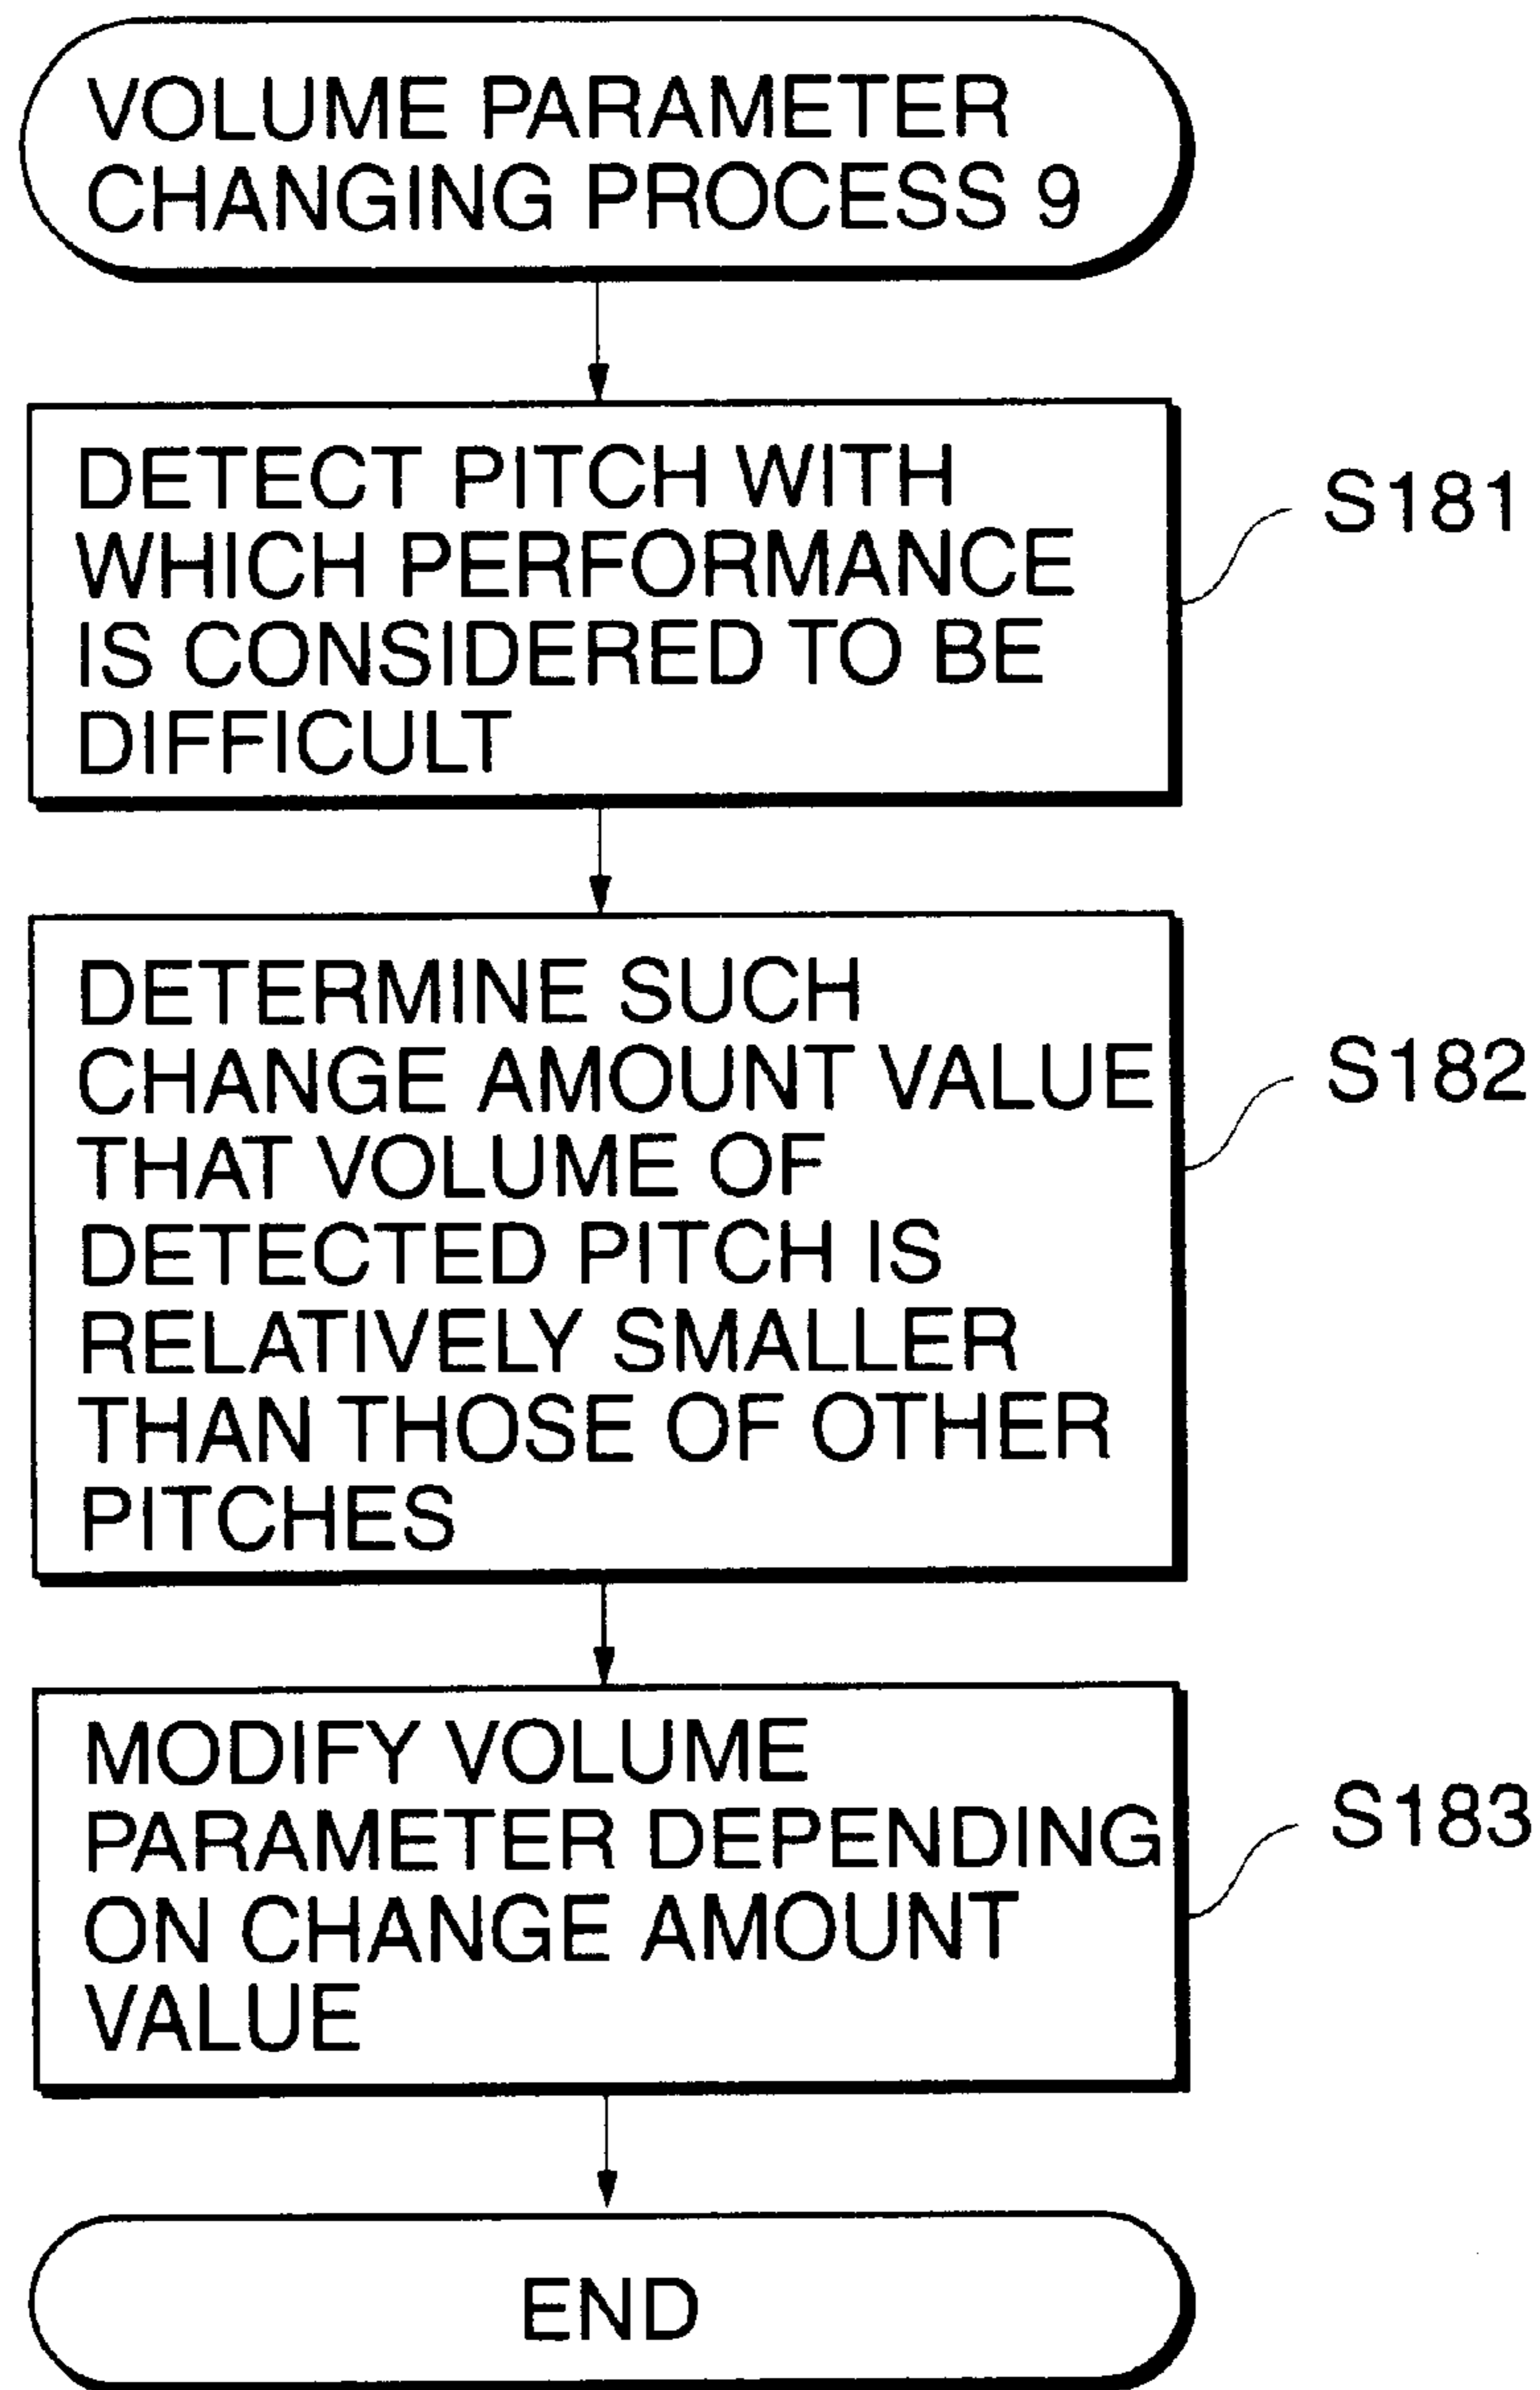 VOLUME PARAMETER
CHANGING PROCESS 9
DETECT PITCH WITH
WHICH PERFORMANCE
IS CONSIDERED TO BE
DIFFICULT
S181
DETERMINE SUCH
CHANGE AMOUNT VALUE
THAT VOLUME OF
DETECTED PITCH IS
RELATIVELY SMALLER
THAN THOSE OF OTHER
PITCHES
S182
MODIFY VOLUME
PARAMETER DEPENDING
ON CHANGE AMOUNT
VALUE
S183
END